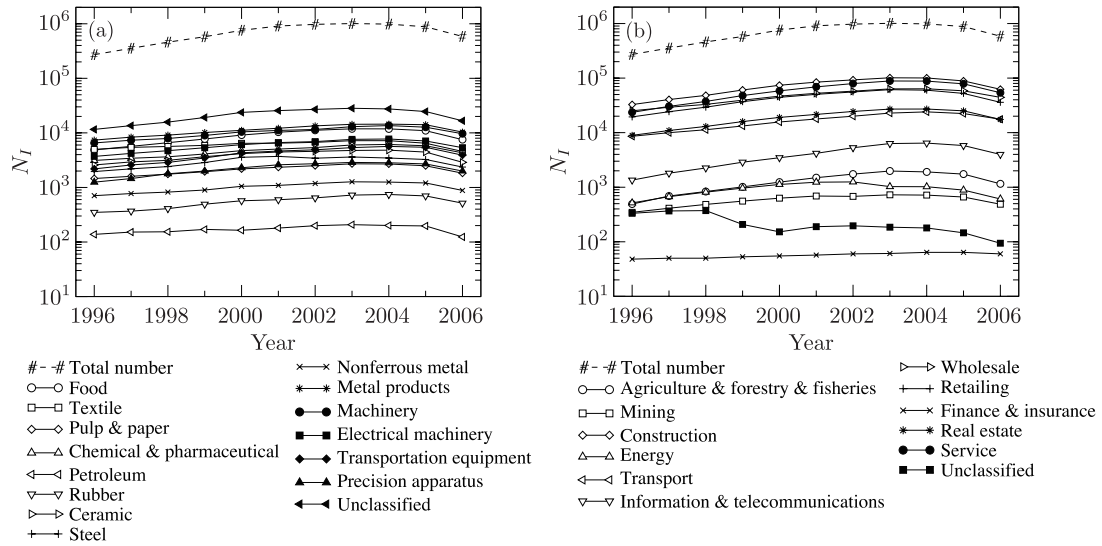 (a)
10^6
10^5
10^4
10^3
10^2
10^1
N_I
1996 1998 2000 2002 2004 2006
Year
#--# Total number
Food
Textile
Pulp & paper
Chemical & pharmaceutical
Petroleum
Rubber
Ceramic
Steel
Nonferrous metal
Metal products
Machinery
Electrical machinery
Transportation equipment
Precision apparatus
Unclassified
(b)
10^6
10^5
10^4
10^3
10^2
10^1
N_I
1996 1998 2000 2002 2004 2006
Year
#--# Total number
Agriculture & forestry & fisheries
Mining
Construction
Energy
Transport
Information & telecommunications
Wholesale
Retailing
Finance & insurance
Real estate
Service
Unclassified